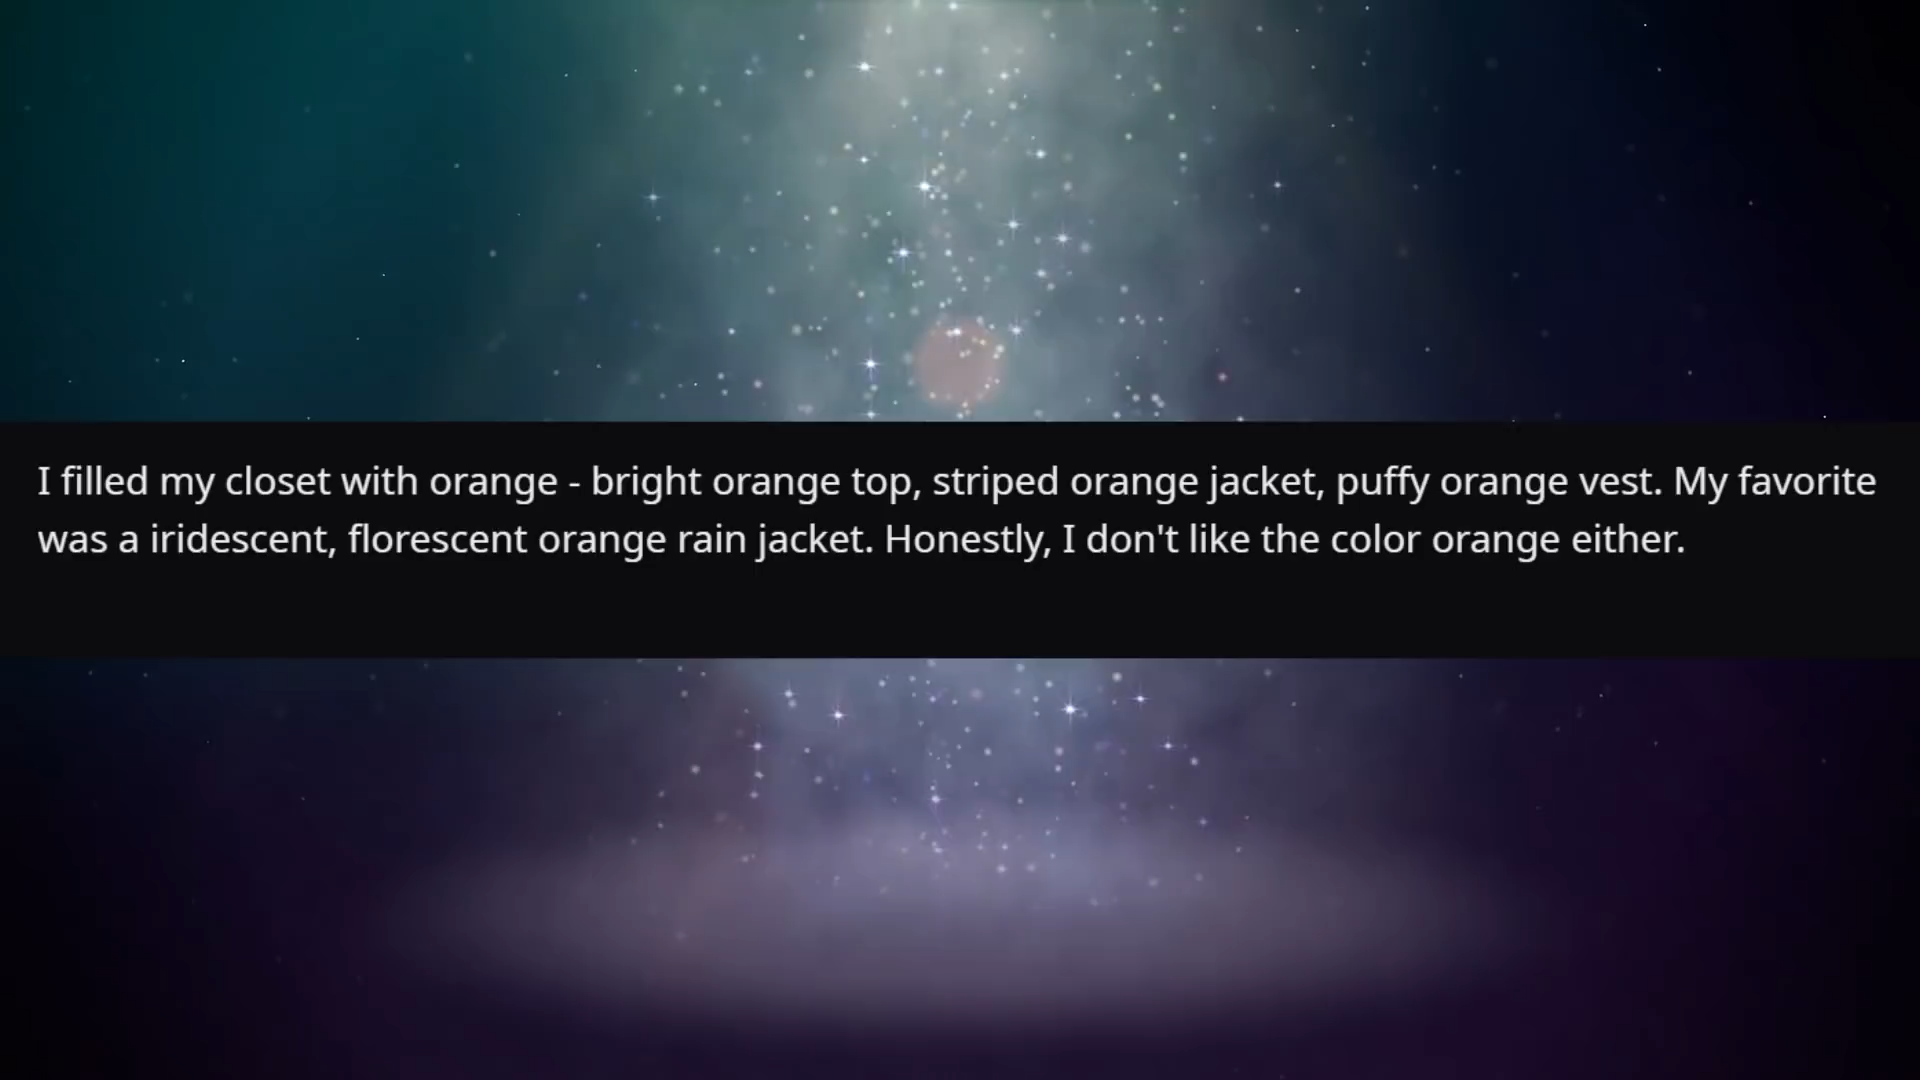 I filled my closet with orange - bright orange top, striped orange jacket, puffy orange vest. My favorite
was a iridescent, florescent orange rain jacket. Honestly, I don't like the color orange either.